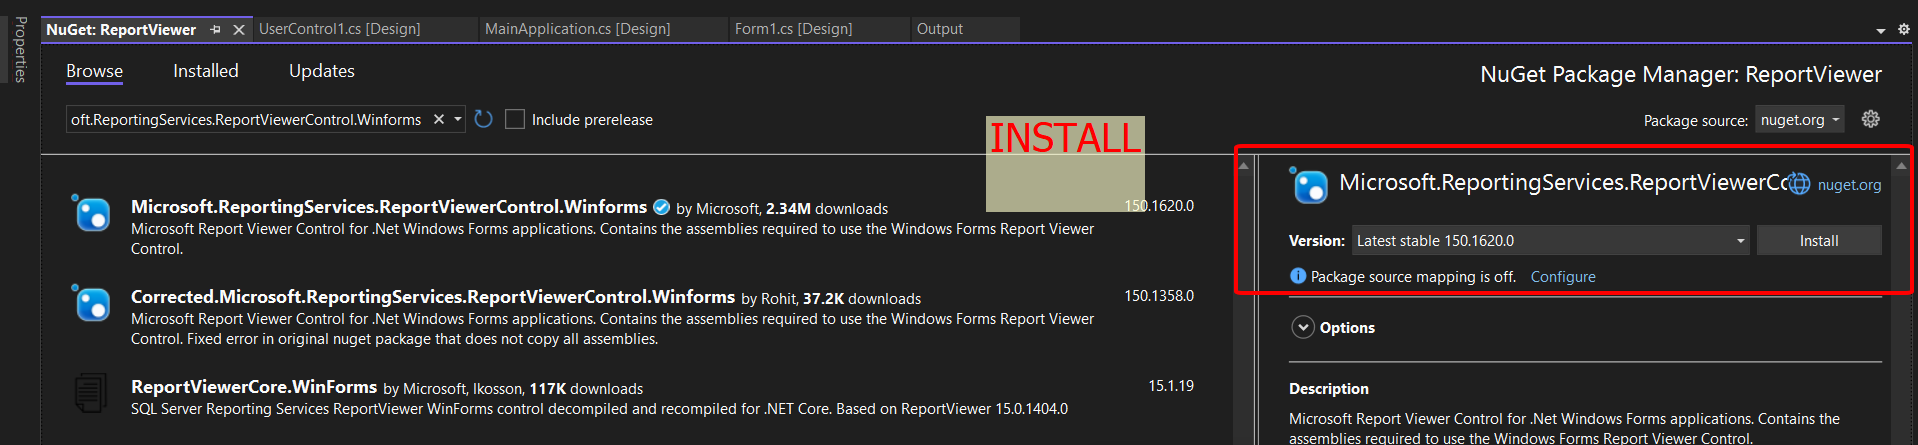 Properties
NuGet: ReportViewer
UserControl1.cs [Design]
MainApplication.cs [Design]
Form1.cs [Design]
Output
Browse
Installed
Updates
NuGet Package Manager: ReportViewer
oft.ReportingServices.ReportViewerControl.Winforms
Include prerelease
Package source: nuget.org
INSTALL
Microsoft.ReportingServices.ReportViewerControl.Winforms by Microsoft, 2.34M downloads
150.1620.0
Microsoft Report Viewer Control for .Net Windows Forms applications. Contains the assemblies required to use the Windows Forms Report Viewer
Control.
Corrected.Microsoft.ReportingServices.ReportViewerControl.Winforms by Rohit, 37.2K downloads
150.1358.0
Microsoft Report Viewer Control for .Net Windows Forms applications. Contains the assemblies required to use the Windows Forms Report Viewer
Control. Fixed error in original nuget package that does not copy all assemblies.
ReportViewerCore.WinForms by Microsoft, lkosson, 117K downloads
15.1.19
SQL Server Reporting Services ReportViewer WinForms control decompiled and recompiled for .NET Core. Based on ReportViewer 15.0.1404.0
Microsoft.ReportingServices.ReportViewerCo
nuget.org
Version: Latest stable 150.1620.0
Install
Package source mapping is off. Configure
Options
Description
Microsoft Report Viewer Control for .Net Windows Forms applications. Contains the
assemblies required to use the Windows Forms Report Viewer Control.